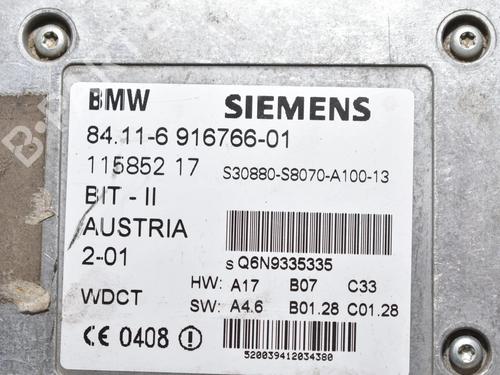 BMW SIEMENS
84.11-6 916766-01
115852 17 S30880-S8070-A100-13
BIT - II
AUSTRIA
2-01 s Q6N9335335
HW: A17 B07 C33
WDCT SW: A4.6 B01.28 C01.28
CE 0408
520039412034380